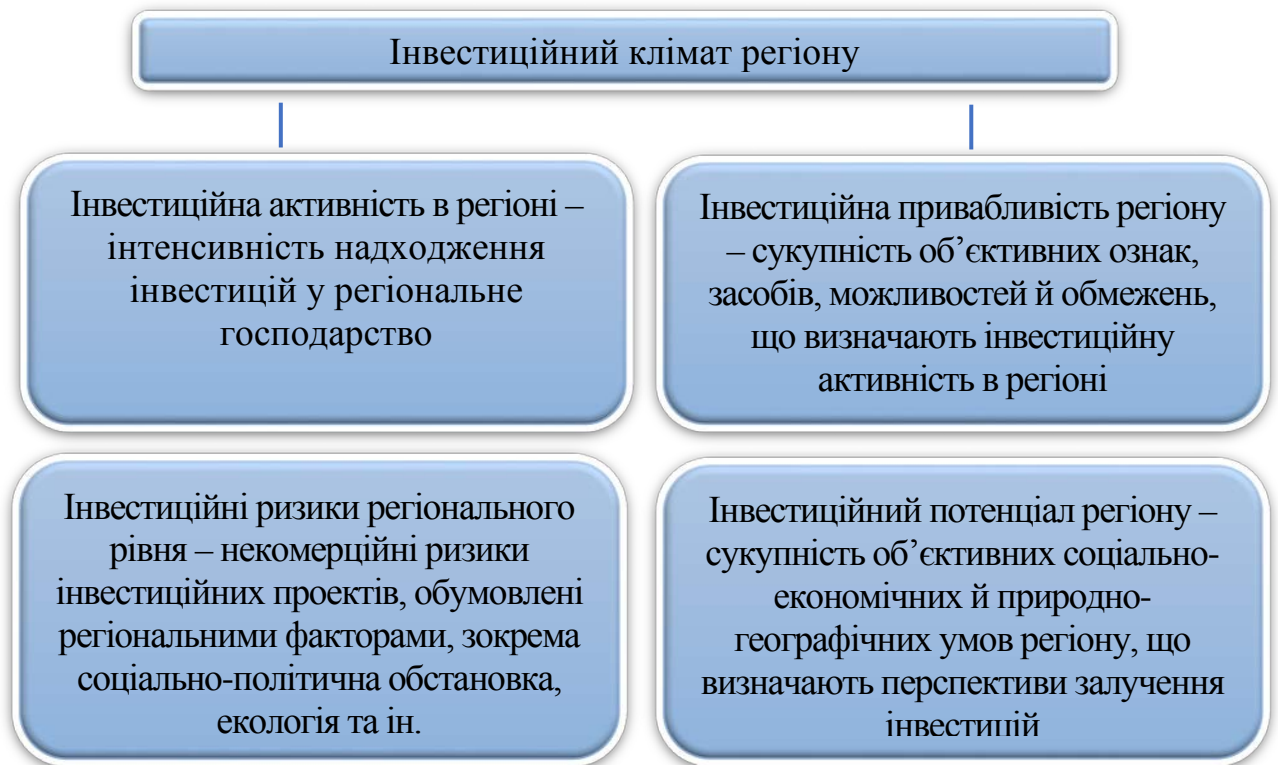 Інвестиційний клімат регіону
Інвестиційна активність в регіоні –
інтенсивність надходження
інвестицій у регіональне
господарство
Інвестиційна привабливість регіону
– сукупність об’єктивних ознак,
засобів, можливостей й обмежень,
що визначають інвестиційну
активність в регіоні
Інвестиційні ризики регіонального
рівня – некомерційні ризики
інвестиційних проектів, обумовлені
регіональними факторами, зокрема
соціально-політична обстановка,
екологія та ін.
Інвестиційний потенціал регіону –
сукупність об’єктивних соціально-
економічних й природно-
географічних умов регіону, що
визначають перспективи залучення
інвестицій